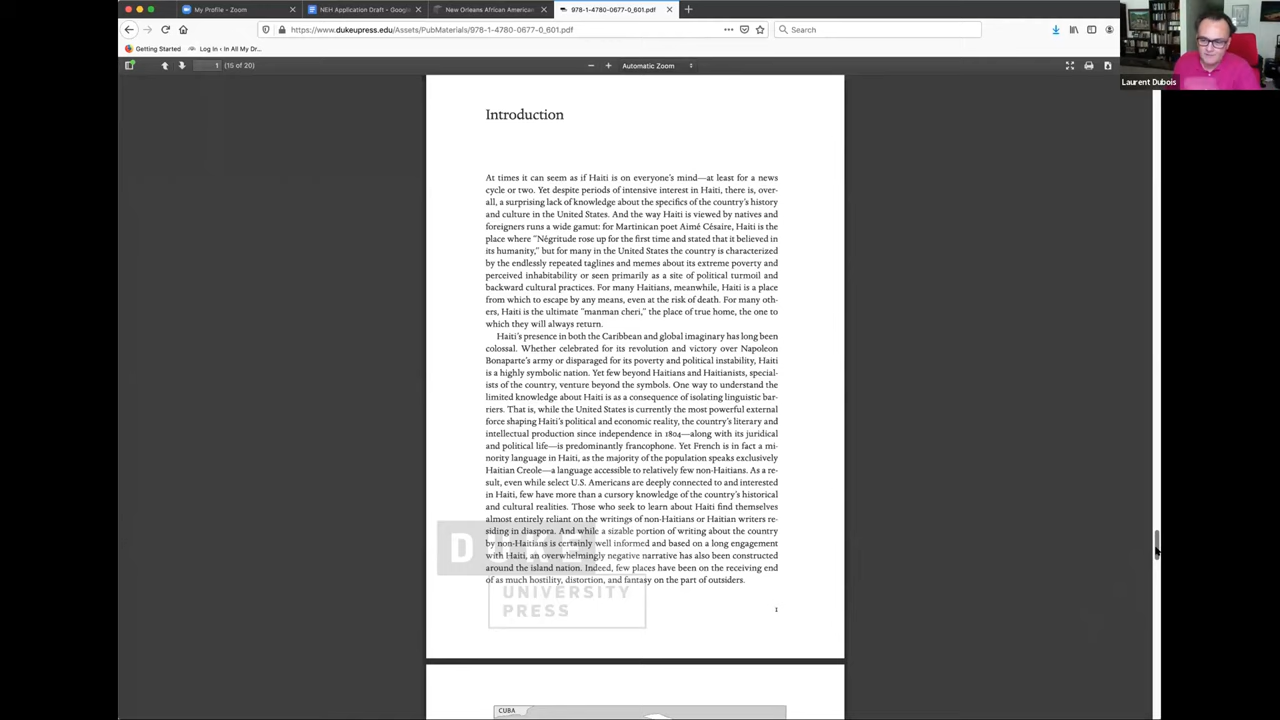 My Profile - Zoom
NEH Application Draft - Google
New Orleans African American
978-1-4780-0677-0_601.pdf
https://www.dukeupress.edu/Assets/PubMaterials/978-1-4780-0677-0_601.pdf
Search
Getting Started
Log In ‹ In All My Dr...
1
(15 of 20)
Automatic Zoom
Laurent Dubois
Introduction
At times it can seem as if Haiti is on everyone's mind—at least for a news
cycle or two. Yet despite periods of intensive interest in Haiti, there is, over-
all, a surprising lack of knowledge about the specifics of the country's history
and culture in the United States. And the way Haiti is viewed by natives and
foreigners runs a wide gamut: for Martinican poet Aimé Césaire, Haiti is the
place where "Négritude rose up for the first time and stated that it believed in
its humanity," but for many in the United States the country is characterized
by the endlessly repeated taglines and memes about its extreme poverty and
perceived inhabitability or seen primarily as a site of political turmoil and
backward cultural practices. For many Haitians, meanwhile, Haiti is a place
from which to escape by any means, even at the risk of death. For many oth-
ers, Haiti is the ultimate "manman cheri," the place of true home, the one to
which they will always return.
Haiti's presence in both the Caribbean and global imaginary has long been
colossal. Whether celebrated for its revolution and victory over Napoleon
Bonaparte's army or disparaged for its poverty and political instability, Haiti
is a highly symbolic nation. Yet few beyond Haitians and Haitianists, special-
ists of the country, venture beyond the symbols. One way to understand the
limited knowledge about Haiti is as a consequence of isolating linguistic bar-
riers. That is, while the United States is currently the most powerful external
force shaping Haiti's political and economic reality, the country's literary and
intellectual production since independence in 1804—along with its juridical
and political life—is predominantly francophone. Yet French is in fact a mi-
nority language in Haiti, as the majority of the population speaks exclusively
Haitian Creole—a language accessible to relatively few non-Haitians. As a re-
sult, even while select U.S. Americans are deeply connected to and interested
in Haiti, few have more than a cursory knowledge of the country's historical
and cultural realities. Those who seek to learn about Haiti find themselves
almost entirely reliant on the writings of non-Haitians or Haitian writers re-
siding in diaspora. And while a sizable portion of writing about the country
by non-Haitians is certainly well informed and based on a long engagement
with Haiti, an overwhelmingly negative narrative has also been constructed
around the island nation. Indeed, few places have been on the receiving end
of as much hostility, distortion, and fantasy on the part of outsiders.
DUKE
UNIVERSITY
PRESS
1
CUBA